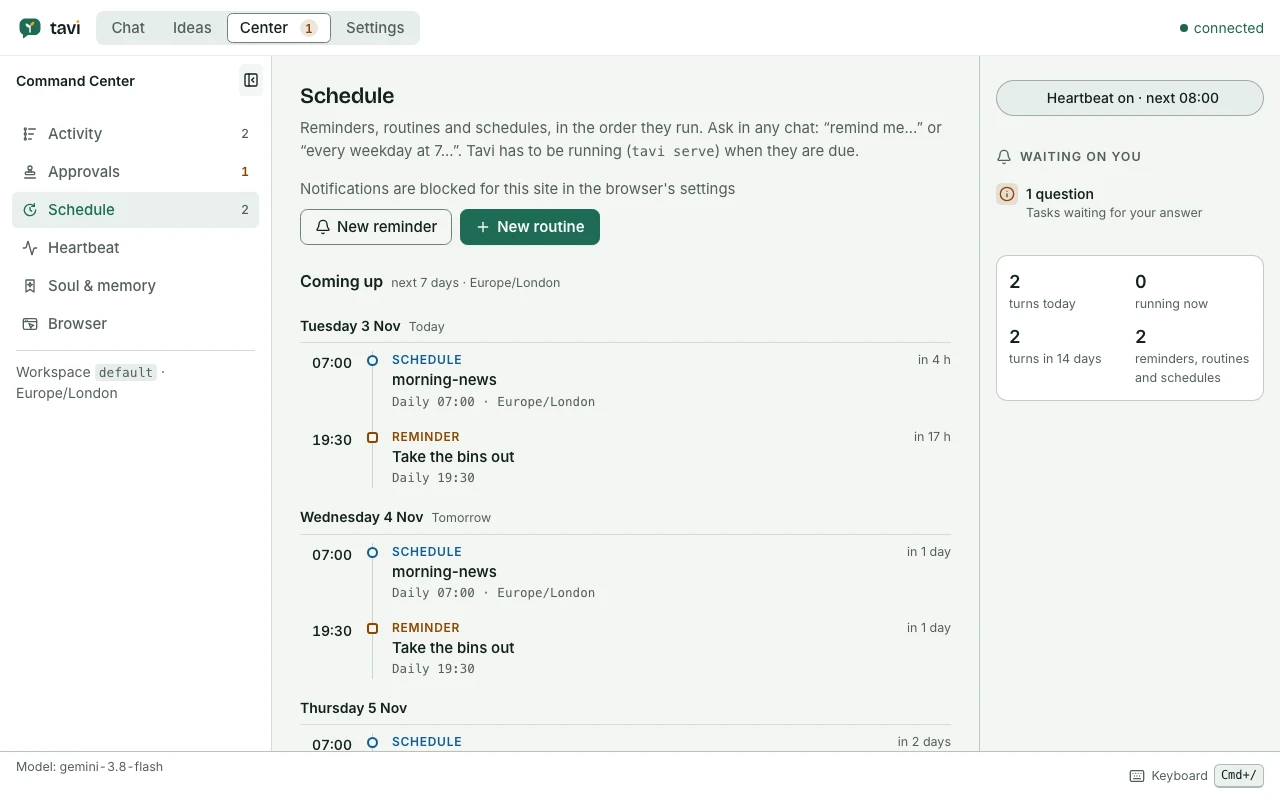 tavi
Chat
Ideas
Center 1
Settings
connected
Command Center
Activity 2
Approvals 1
Schedule 2
Heartbeat
Soul & memory
Browser
Workspace default ·
Europe/London
Schedule
Reminders, routines and schedules, in the order they run. Ask in any chat: “remind me…” or
“every weekday at 7…”. Tavi has to be running (tavi serve) when they are due.
Notifications are blocked for this site in the browser's settings
New reminder
+ New routine
Coming up next 7 days · Europe/London
Tuesday 3 Nov Today
07:00 SCHEDULE in 4 h
morning-news
Daily 07:00 · Europe/London
19:30 REMINDER in 17 h
Take the bins out
Daily 19:30
Wednesday 4 Nov Tomorrow
07:00 SCHEDULE in 1 day
morning-news
Daily 07:00 · Europe/London
19:30 REMINDER in 1 day
Take the bins out
Daily 19:30
Thursday 5 Nov
07:00 SCHEDULE in 2 days
Heartbeat on · next 08:00
WAITING ON YOU
1 question
Tasks waiting for your answer
2
turns today
0
running now
2
turns in 14 days
2
reminders, routines
and schedules
Model: gemini-3.8-flash
Keyboard Cmd+/